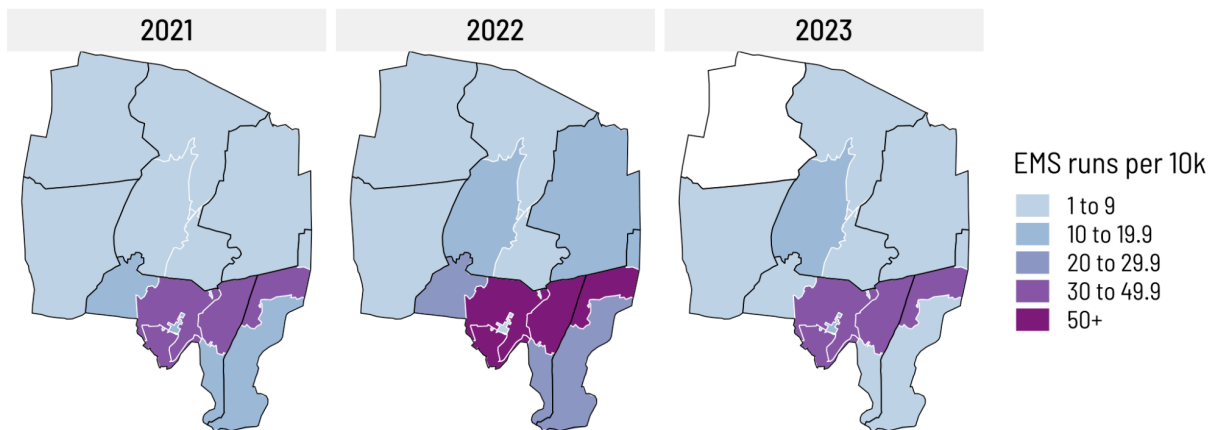 2021
2022
2023
EMS runs per 10k
1 to 9
10 to 19.9
20 to 29.9
30 to 49.9
50+